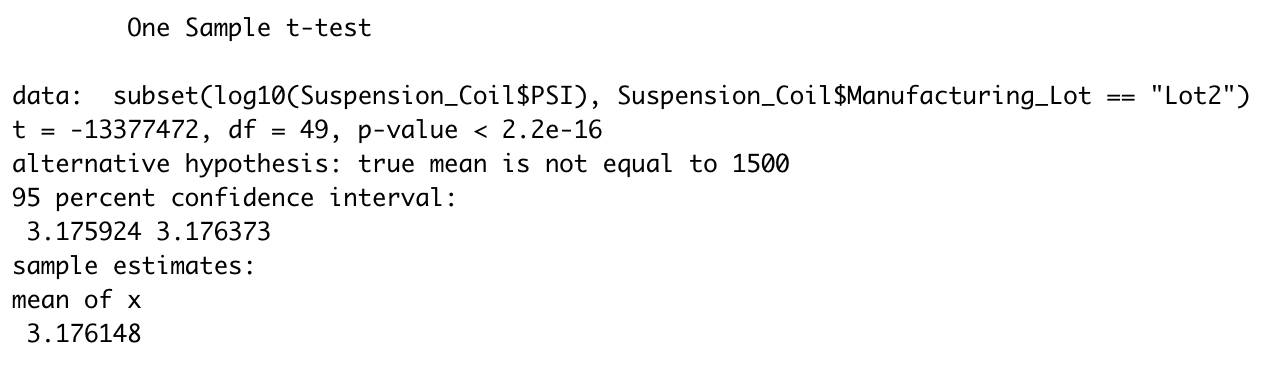 One Sample t-test
data:  subset(log10(Suspension_Coil$PSI), Suspension_Coil$Manufacturing_Lot == "Lot2")
t = -13377472, df = 49, p-value < 2.2e-16
alternative hypothesis: true mean is not equal to 1500
95 percent confidence interval:
3.175924 3.176373
sample estimates:
mean of x
3.176148